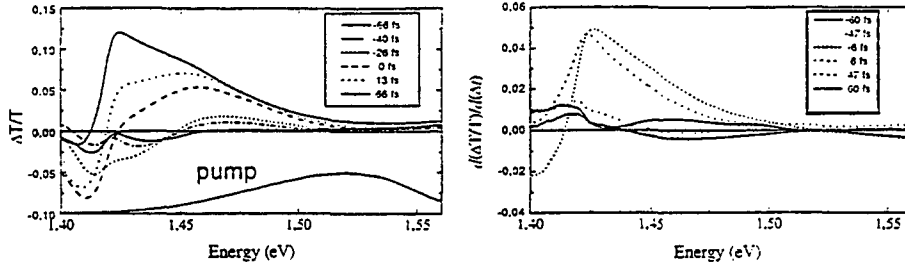 0.15
0.10
0.05
0.00
-0.05
-0.10
ΔT/T
-66 fs
-40 fs
-26 fs
0 fs
13 fs
66 fs
pump
1.40
1.45
1.50
1.55
Energy (eV)
0.06
0.04
0.02
0.00
-0.02
-0.04
d(ΔT/T)/d(Δt)
-60 fs
-47 fs
-6 fs
6 fs
47 fs
60 fs
1.40
1.45
1.50
1.55
Energy (eV)